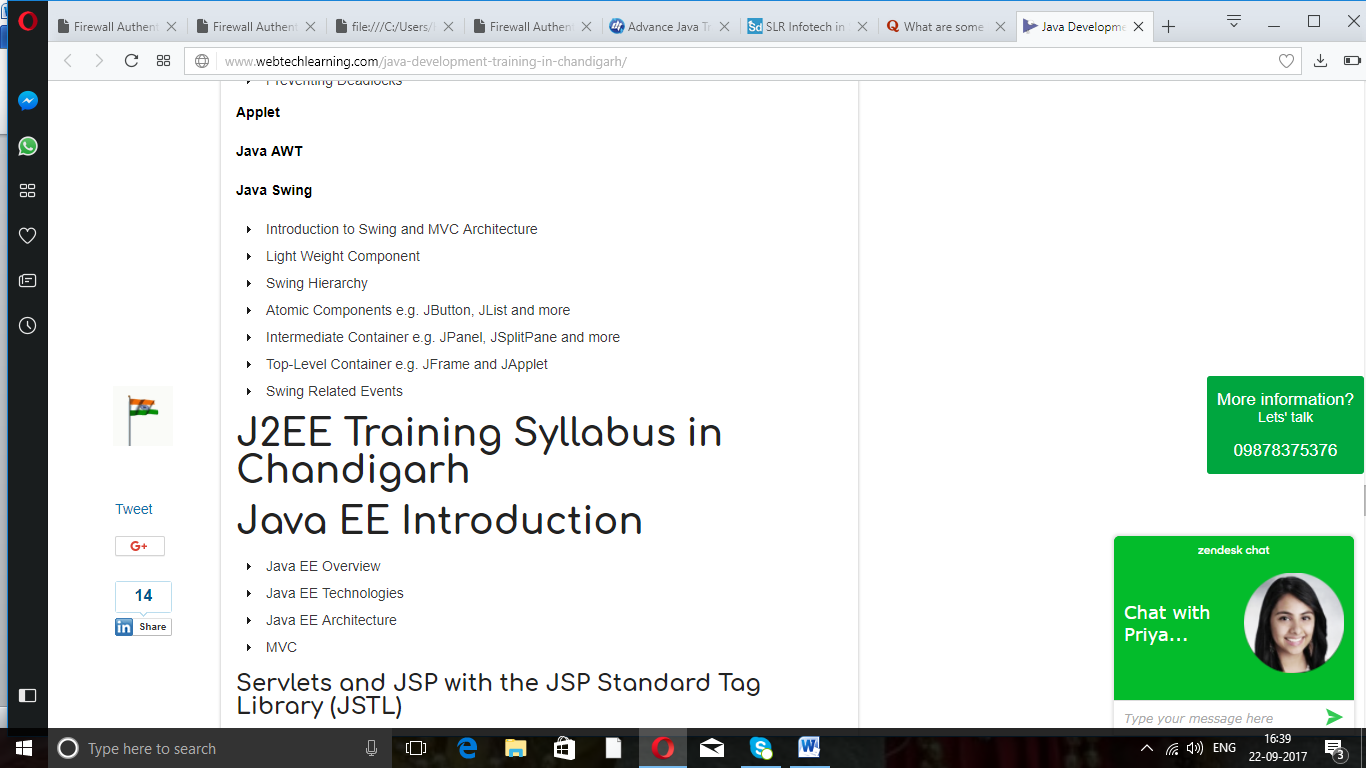 Firewall Authent
Firewall Authent
file:///C:/Users/
Firewall Authent
Advance Java Tr
SLR Infotech in
What are some
Java Developme
www.webtechlearning.com/java-development-training-in-chandigarh/
Preventing Deadlocks
Applet
Java AWT
Java Swing
Introduction to Swing and MVC Architecture
Light Weight Component
Swing Hierarchy
Atomic Components e.g. JButton, JList and more
Intermediate Container e.g. JPanel, JSplitPane and more
Top-Level Container e.g. JFrame and JApplet
Swing Related Events
J2EE Training Syllabus in
Chandigarh
Java EE Introduction
Java EE Overview
Java EE Technologies
Java EE Architecture
MVC
Servlets and JSP with the JSP Standard Tag
Library (JSTL)
Tweet
G+
14
in Share
More information?
Lets' talk
09878375376
zendesk chat
Chat with
Priya...
Type your message here
Type here to search
ENG
16:39
22-09-2017
3